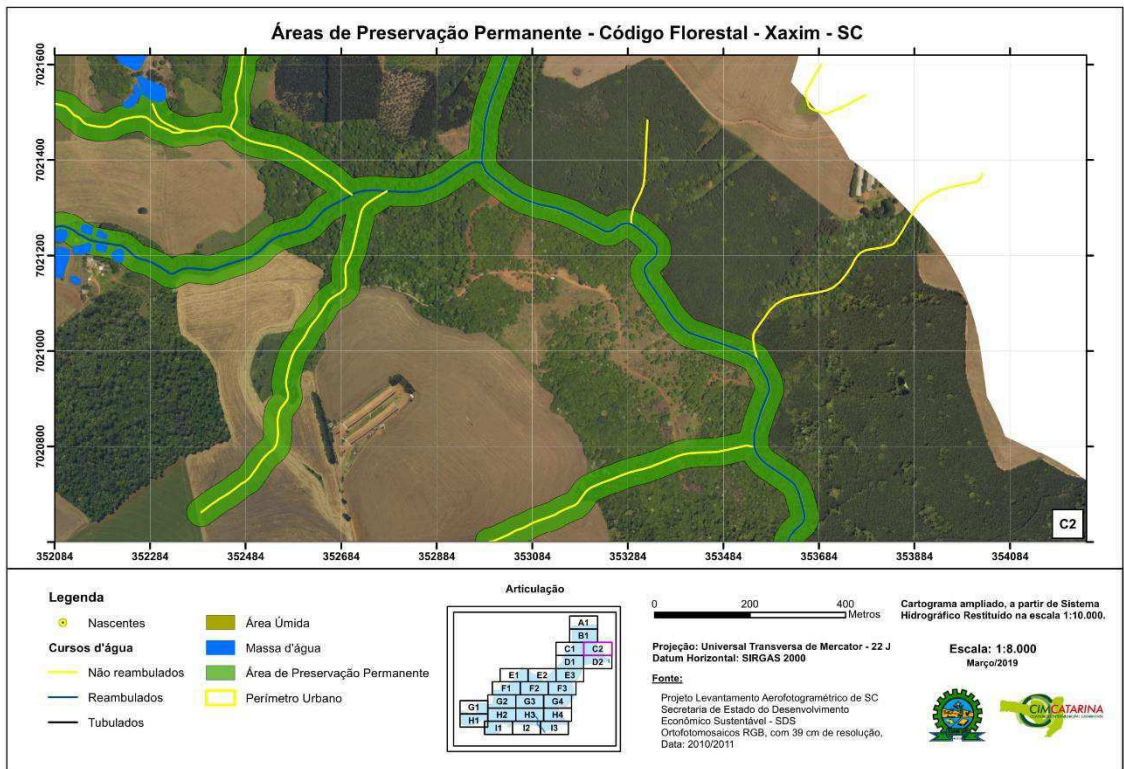 Áreas de Preservação Permanente - Código Florestal - Xaxim - SC
7021600
7021400
7021200
7021000
7020800
C2
352084 352284 352484 352684 352884 353084 353284 353484 353684 353884 354084
Legenda
Nascentes
Cursos d'água
Não reambulados
Reambulados
Tubulados
Área Úmida
Massa d'água
Área de Preservação Permanente
Perímetro Urbano
Articulação
A1
B1
C1 C2
D1 D2
E1 E2 E3
F1 F2 F3
G1 G2 G3 G4
H1 H2 H3 H4
I1 I2 I3
0 200 400
Metros
Projeção: Universal Transversa de Mercator - 22 J
Datum Horizontal: SIRGAS 2000
Fonte:
Projeto Levantamento Aerofotogramétrico de SC
Secretaria de Estado do Desenvolvimento
Econômico Sustentável - SDS
Ortofotomosaicos RGB, com 39 cm de resolução,
Data: 2010/2011
Cartograma ampliado, a partir de Sistema
Hidrográfico Restituído na escala 1:10.000.
Escala: 1:8.000
Março/2019
CIMCATARINA